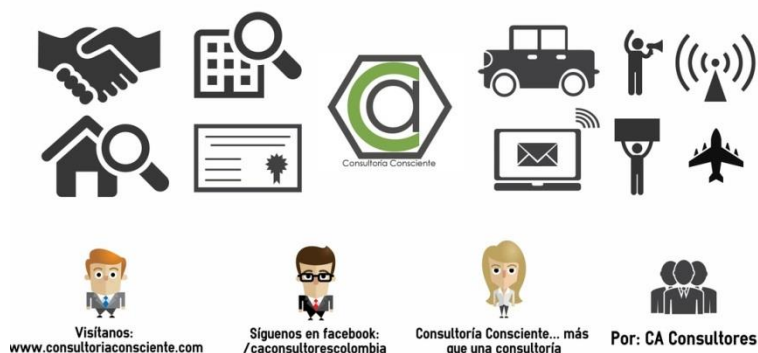 Consultoría Consciente
Visítanos:
www.consultoriaconsciente.com
Síguenos en facebook:
/caconsultorescolombia
Consultoría Consciente... más
que una consultoría
Por: CA Consultores